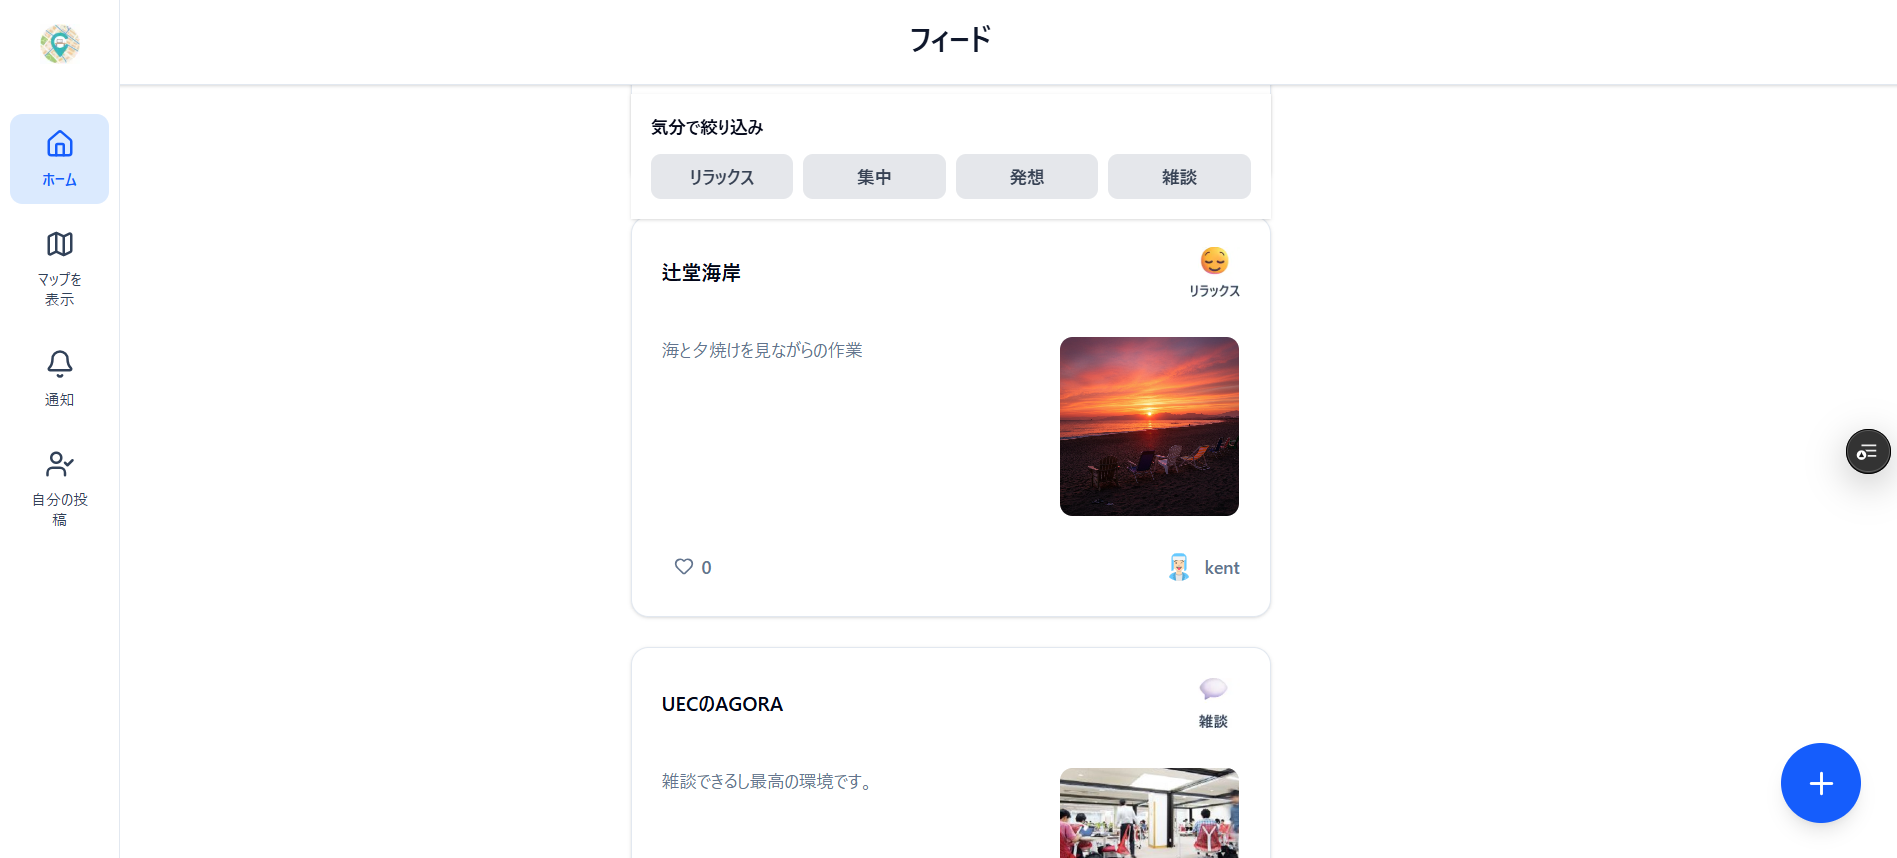 フィード
ホーム
マップを
表示
通知
自分の投
稿
気分で絞り込み
リラックス
集中
発想
雑談
辻堂海岸
リラックス
海と夕焼けを見ながらの作業
0
kent
UECのAGORA
雑談
雑談できるし最高の環境です。